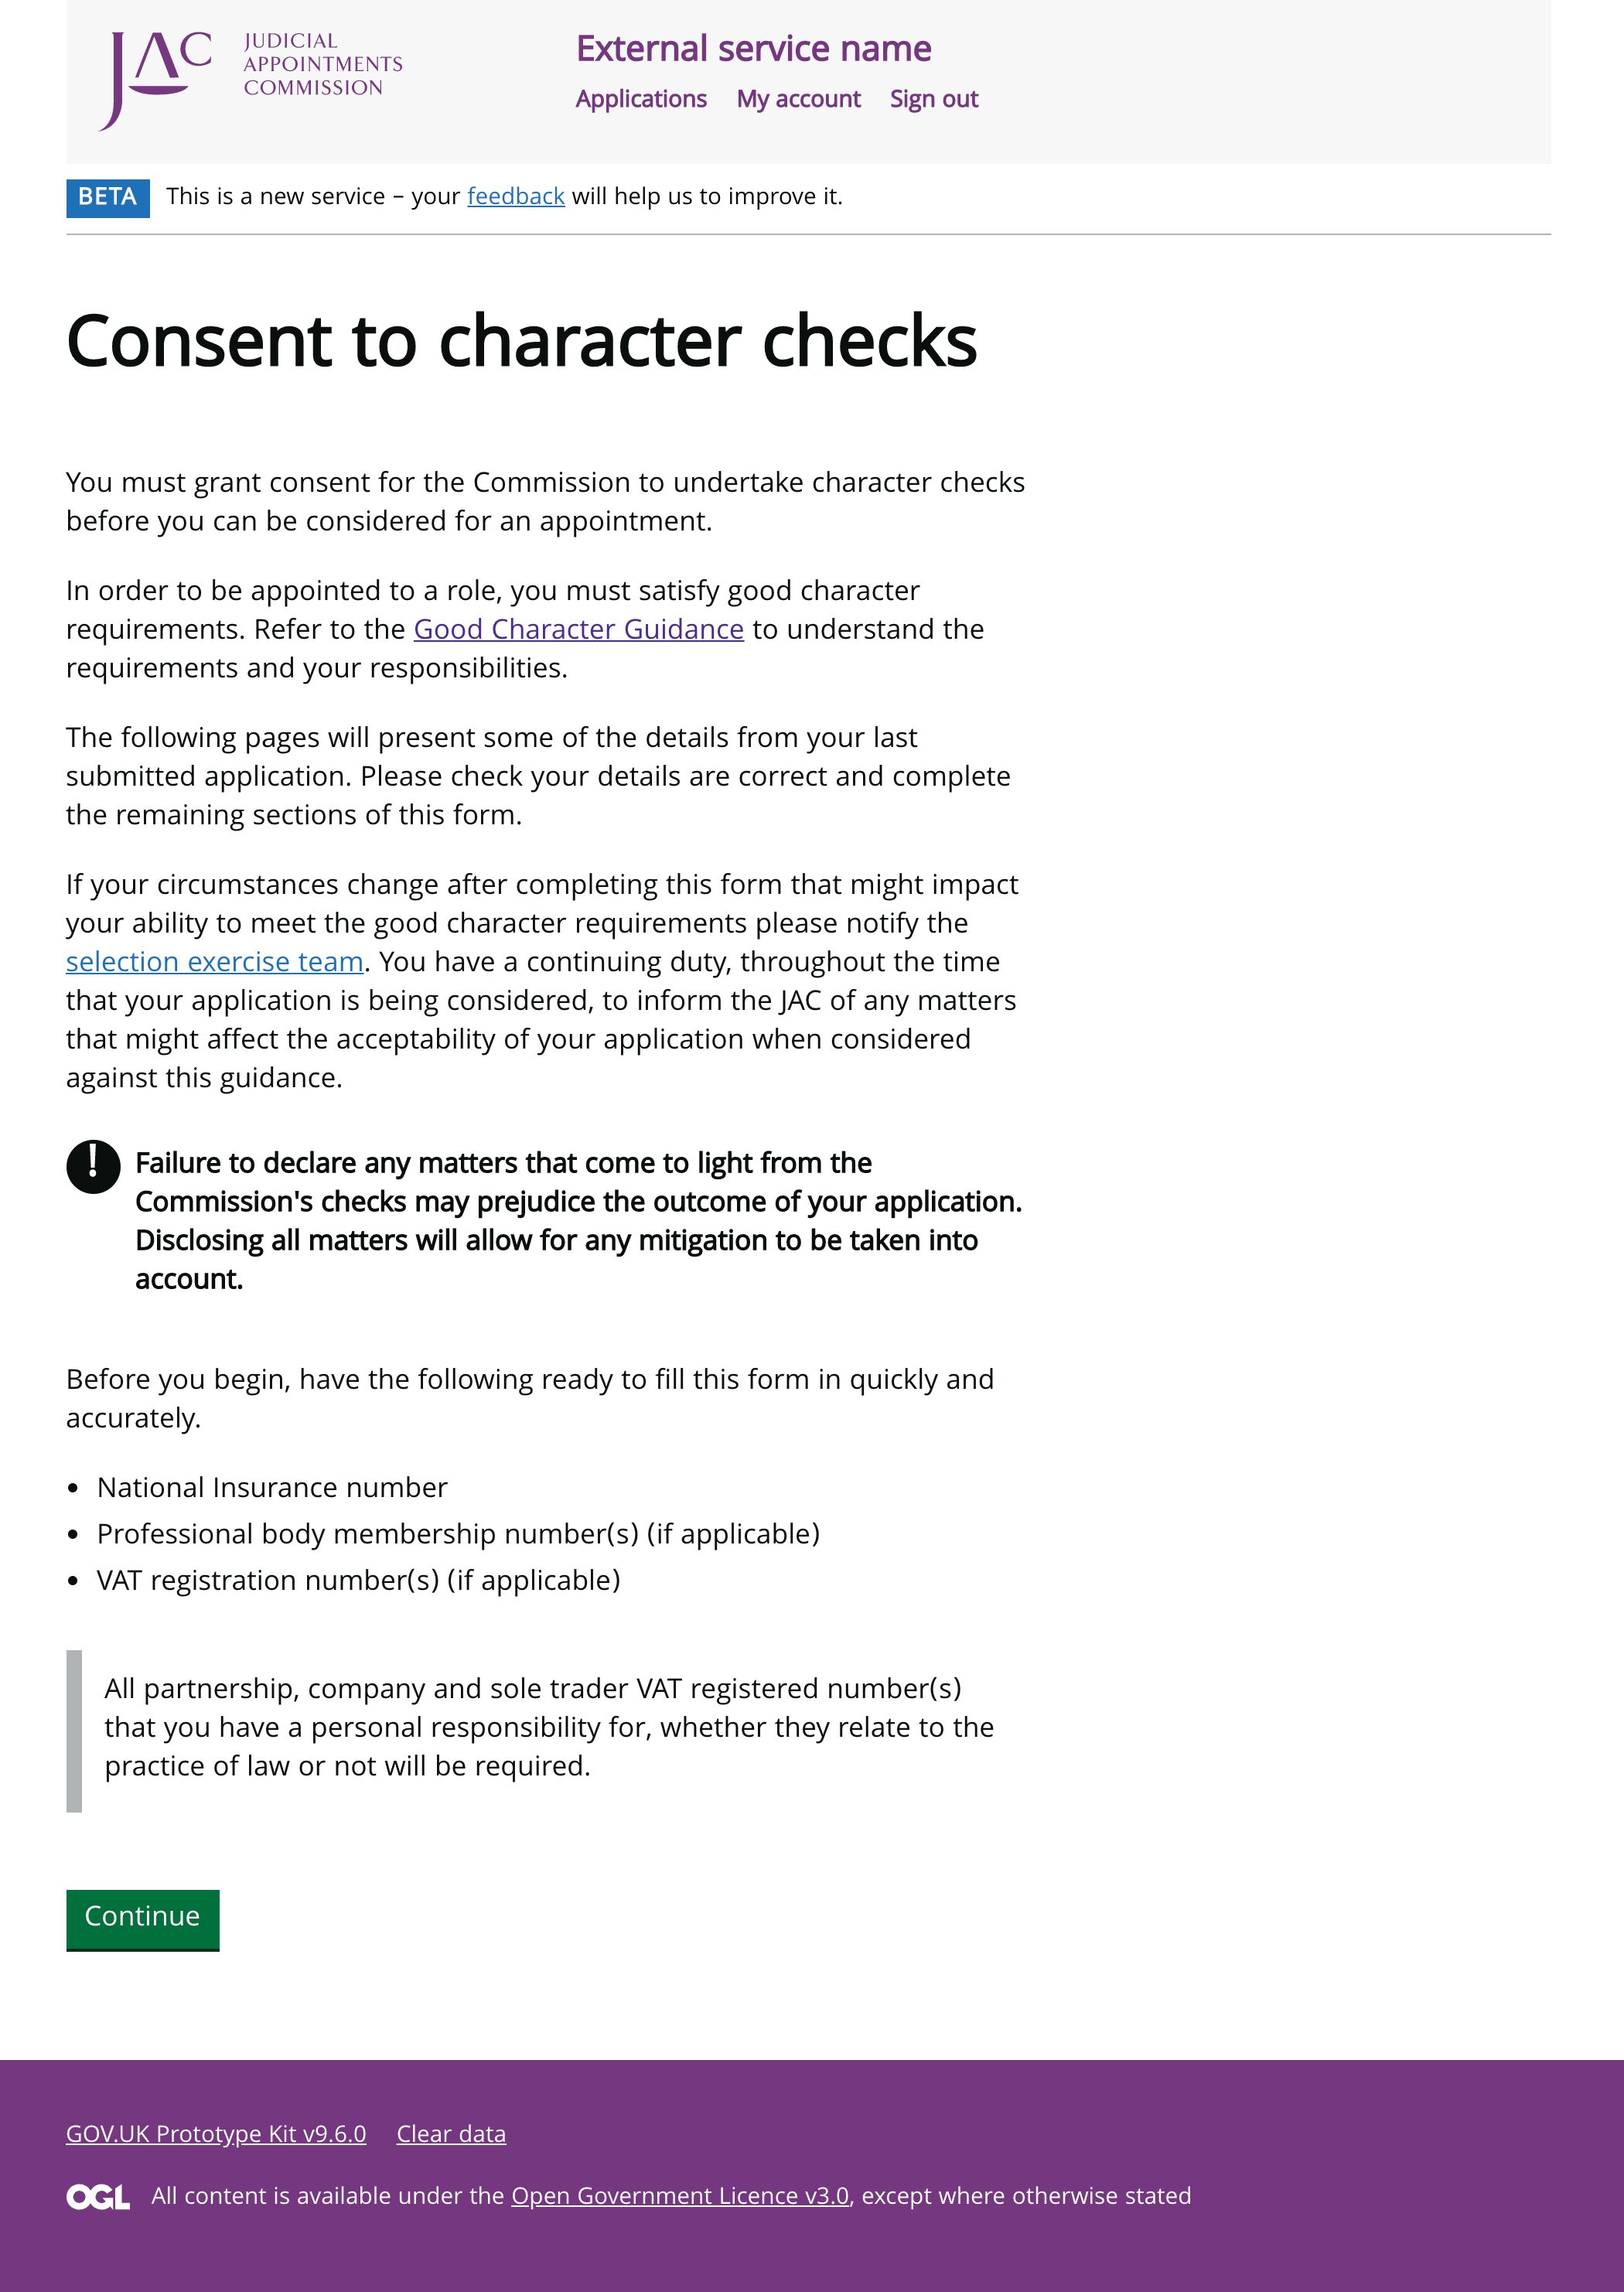 JAC
JUDICIAL
APPOINTMENTS
COMMISSION
External service name
Applications My account Sign out
BETA This is a new service – your feedback will help us to improve it.
Consent to character checks
You must grant consent for the Commission to undertake character checks
before you can be considered for an appointment.
In order to be appointed to a role, you must satisfy good character
requirements. Refer to the Good Character Guidance to understand the
requirements and your responsibilities.
The following pages will present some of the details from your last
submitted application. Please check your details are correct and complete
the remaining sections of this form.
If your circumstances change after completing this form that might impact
your ability to meet the good character requirements please notify the
selection exercise team. You have a continuing duty, throughout the time
that your application is being considered, to inform the JAC of any matters
that might affect the acceptability of your application when considered
against this guidance.
! Failure to declare any matters that come to light from the
Commission's checks may prejudice the outcome of your application.
Disclosing all matters will allow for any mitigation to be taken into
account.
Before you begin, have the following ready to fill this form in quickly and
accurately.
• National Insurance number
• Professional body membership number(s) (if applicable)
• VAT registration number(s) (if applicable)
All partnership, company and sole trader VAT registered number(s)
that you have a personal responsibility for, whether they relate to the
practice of law or not will be required.
Continue
GOV.UK Prototype Kit v9.6.0 Clear data
OGL All content is available under the Open Government Licence v3.0, except where otherwise stated